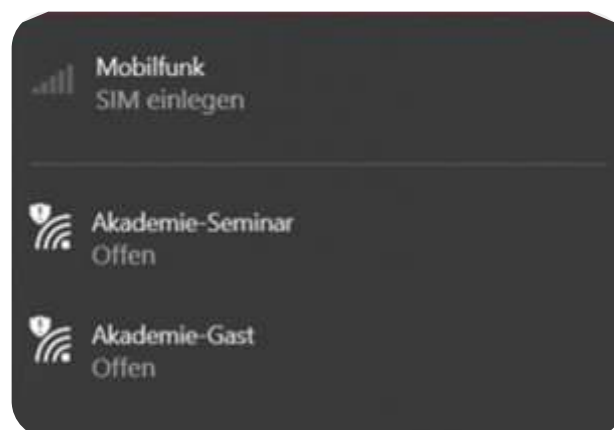 Mobilfunk
SIM einlegen
Akademie-Seminar
Offen
Akademie-Gast
Offen